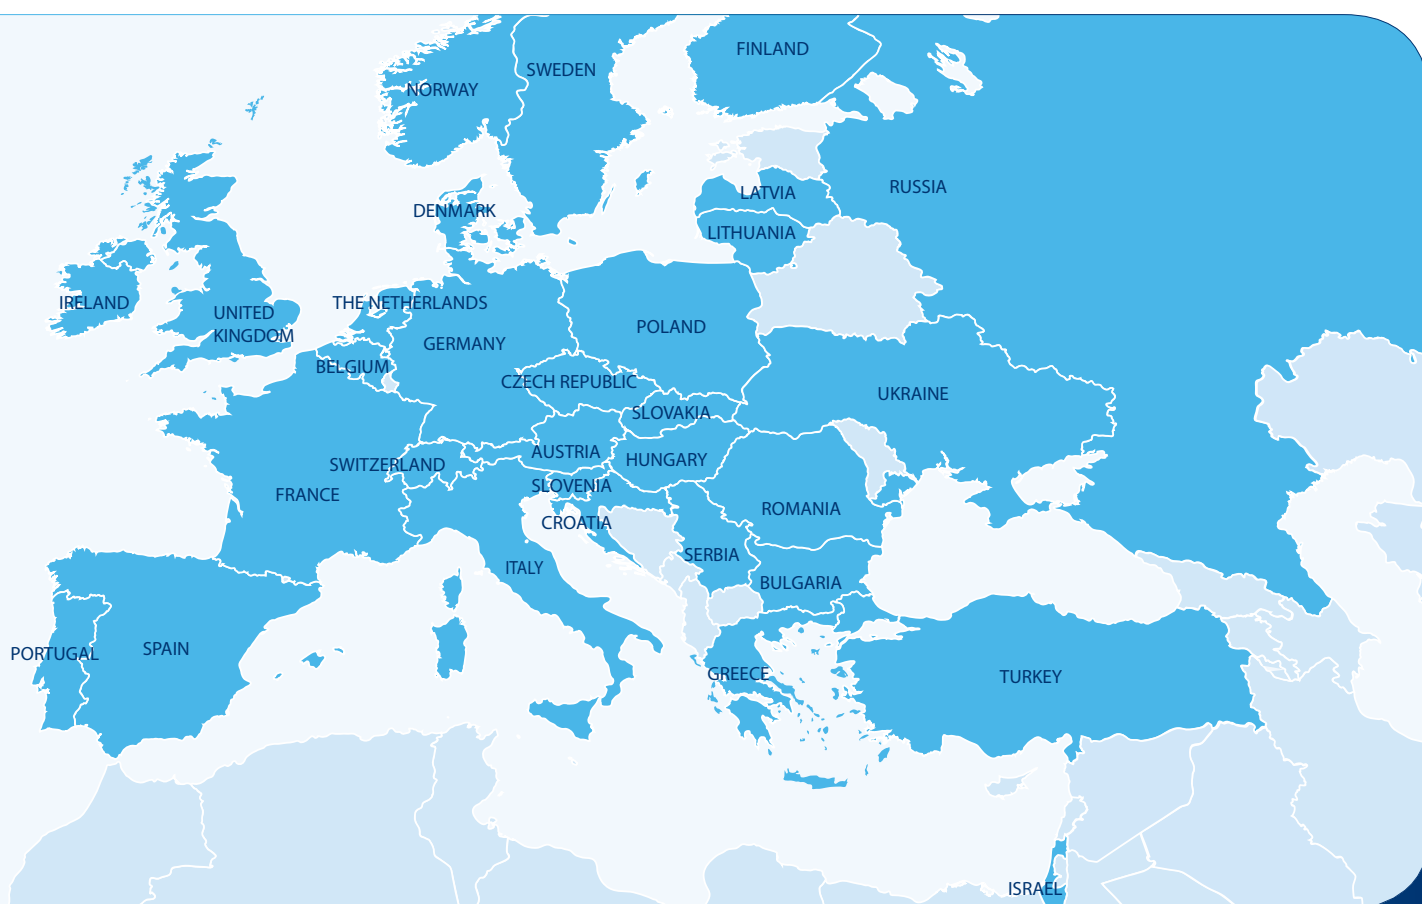 FINLAND
SWEDEN
NORWAY
RUSSIA
LATVIA
DENMARK
LITHUANIA
IRELAND
THE NETHERLANDS
UNITED
KINGDOM
POLAND
GERMANY
BELGIUM
CZECH REPUBLIC
UKRAINE
SLOVAKIA
AUSTRIA
HUNGARY
SWITZERLAND
SLOVENIA
FRANCE
ROMANIA
CROATIA
SERBIA
ITALY
BULGARIA
SPAIN
PORTUGAL
GREECE
TURKEY
ISRAEL